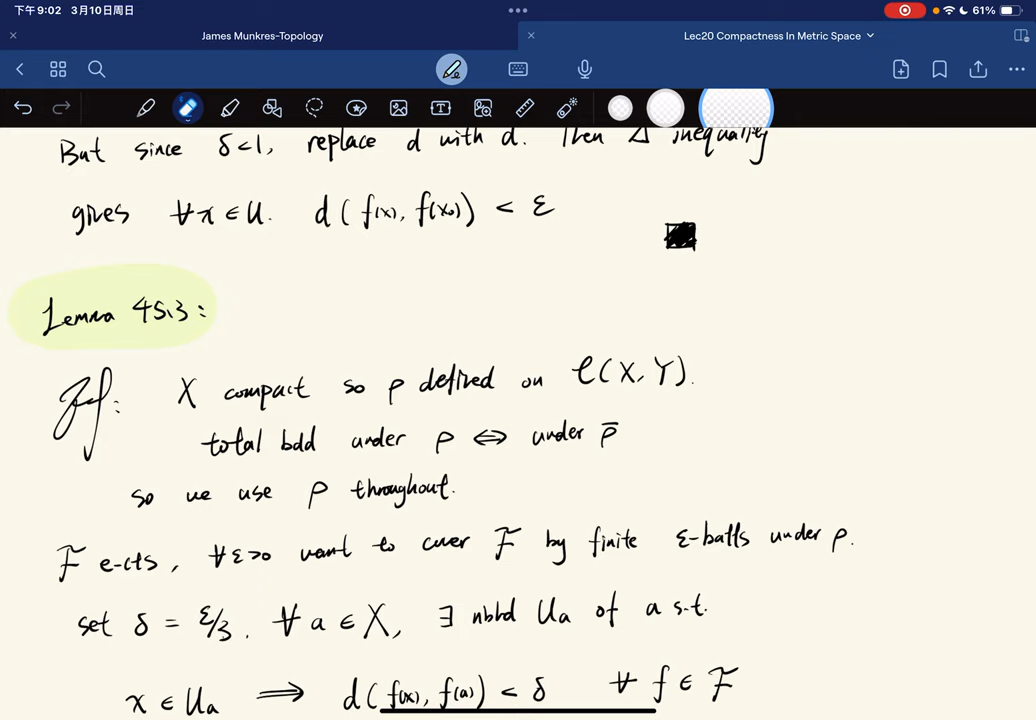 下午9:02 3月10日周日
61%
James Munkres-Topology
Lec20 Compactness In Metric Space
But since δ<1, replace d with d. Then Δ inequality
gives ∀x∈U. d(f(x), f(x₀)) < ε
Lemma 45.3:
Pf: X compact so ρ defined on C(X,Y).
total bdd under ρ ⇔ under ρ̄
so we use ρ throughout.
F e-cts, ∀ε>0 want to cover F by finite ε-balls under ρ.
set δ = ε/3. ∀a∈X, ∃ nbhd Uₐ of a s.t.
x∈Uₐ ⟹ d(f(x), f(a)) < δ ∀f∈F